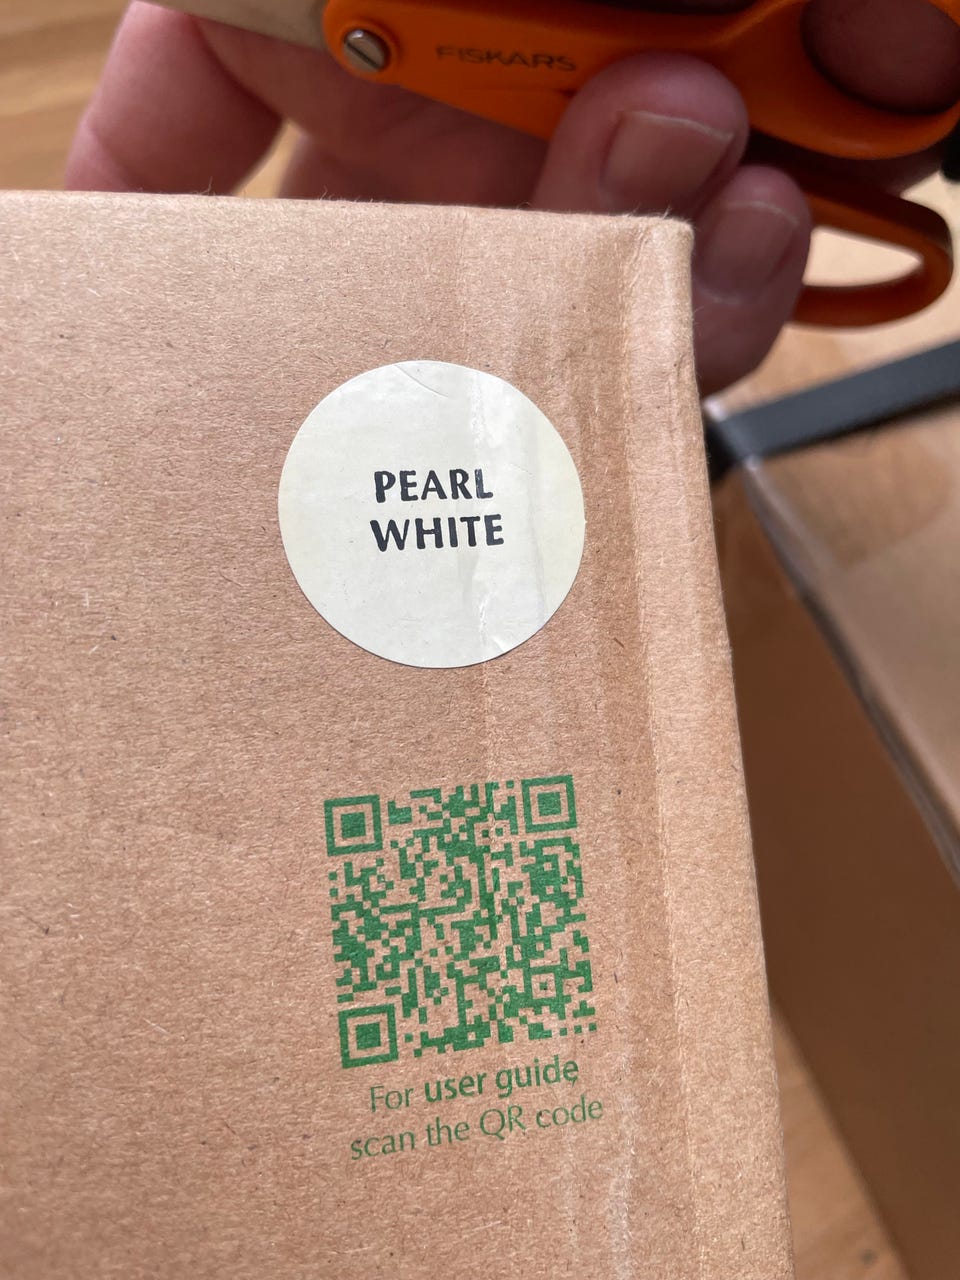 FISKARS
PEARL
WHITE
For user guide
scan the QR code